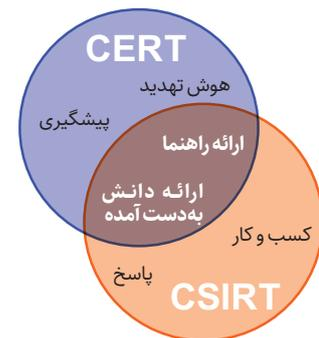 CERT
هوش تهدید
پیشگیری
ارائه راهنما
ارائه دانش
به‌دست آمده
کسب و کار
پاسخ
CSIRT